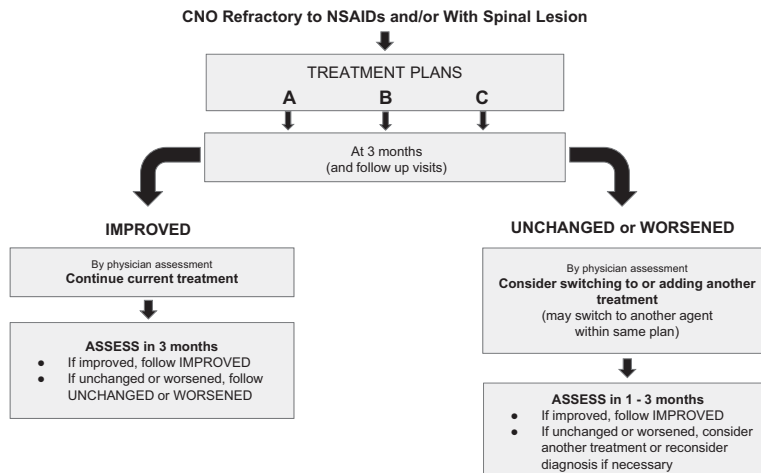 CNO Refractory to NSAIDs and/or With Spinal Lesion
TREATMENT PLANS
A B C
At 3 months
(and follow up visits)
IMPROVED
By physician assessment
Continue current treatment
ASSESS in 3 months
● If improved, follow IMPROVED
● If unchanged or worsened, follow
UNCHANGED or WORSENED
UNCHANGED or WORSENED
By physician assessment
Consider switching to or adding another
treatment
(may switch to another agent
within same plan)
ASSESS in 1 - 3 months
● If improved, follow IMPROVED
● If unchanged or worsened, consider
another treatment or reconsider
diagnosis if necessary